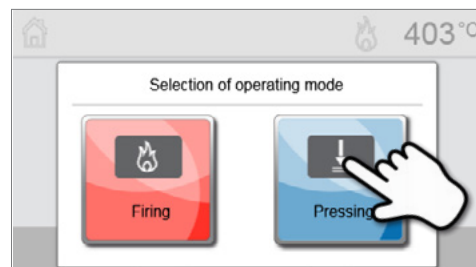 403°C
Selection of operating mode
Firing
Pressing